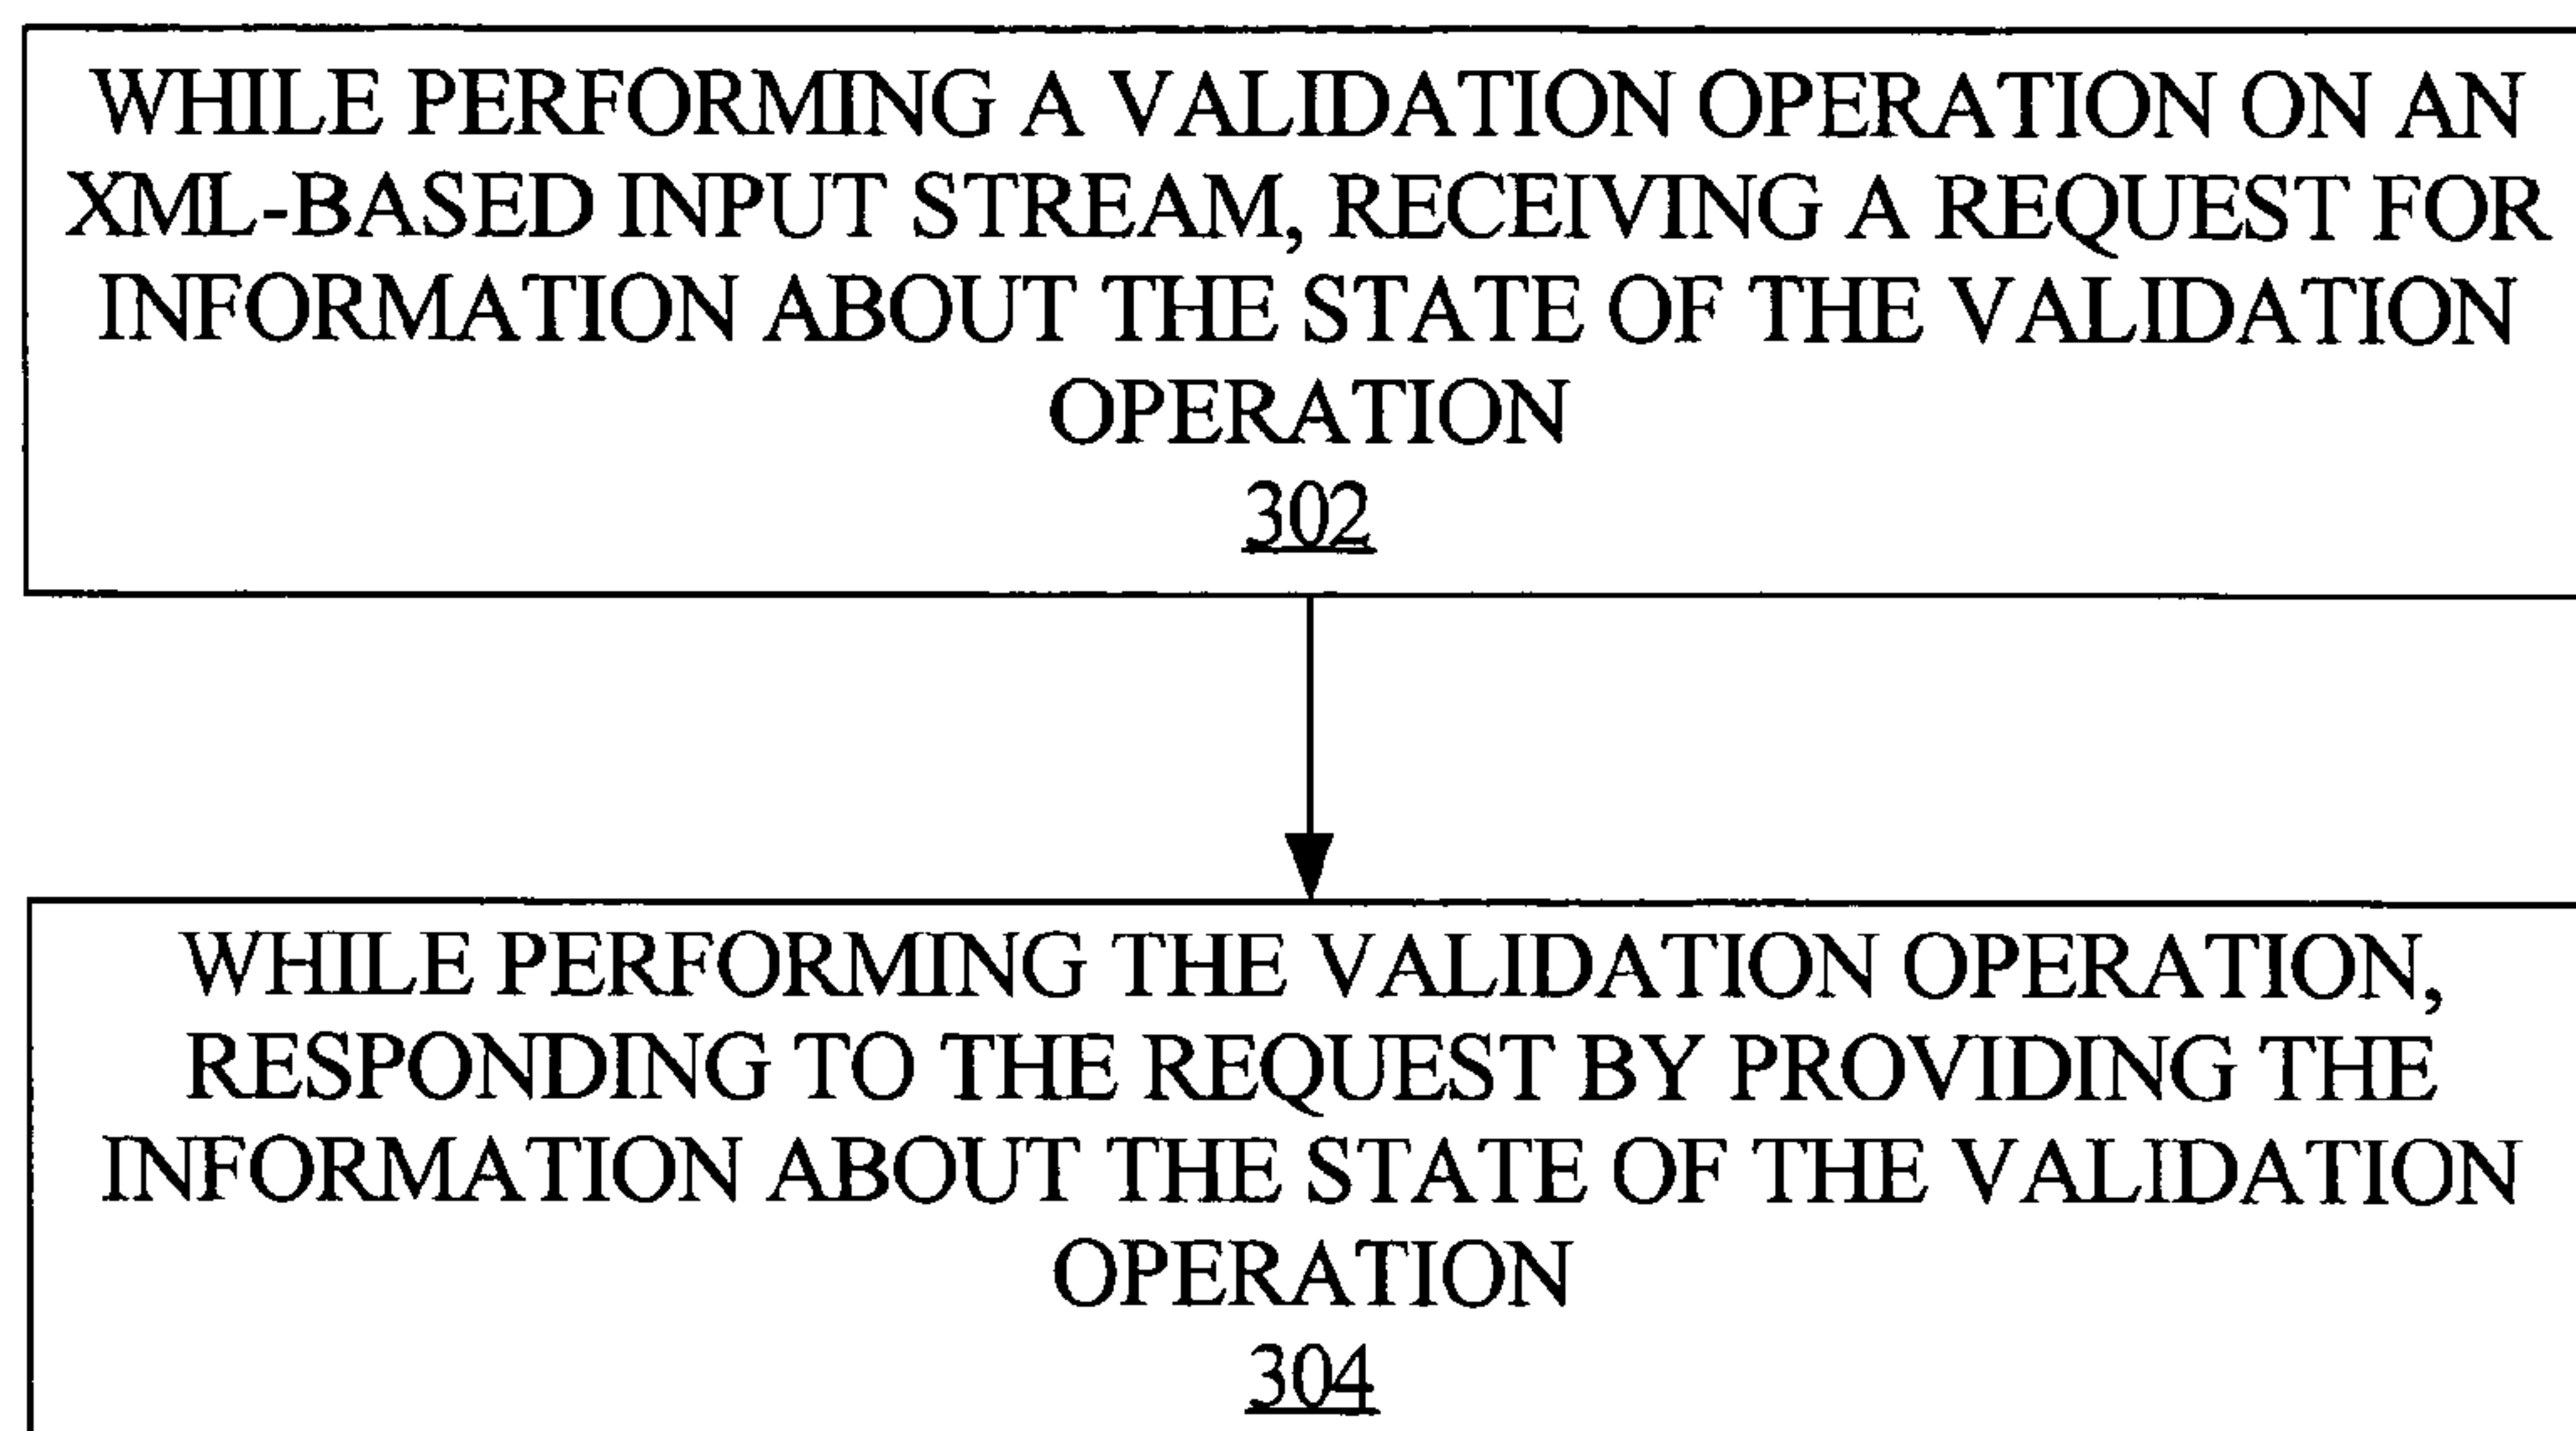 WHILE PERFORMING A VALIDATION OPERATION ON AN
XML-BASED INPUT STREAM, RECEIVING A REQUEST FOR
INFORMATION ABOUT THE STATE OF THE VALIDATION
OPERATION
302
WHILE PERFORMING THE VALIDATION OPERATION,
RESPONDING TO THE REQUEST BY PROVIDING THE
INFORMATION ABOUT THE STATE OF THE VALIDATION
OPERATION
304